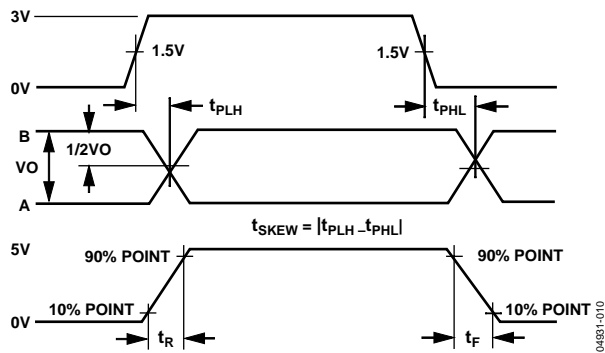 3V
1.5V
1.5V
0V
tPLH
tPHL
B
1/2VO
VO
A
tSKEW = |tPLH –tPHL|
5V
90% POINT
90% POINT
10% POINT
10% POINT
0V
tR
tF
04931-010